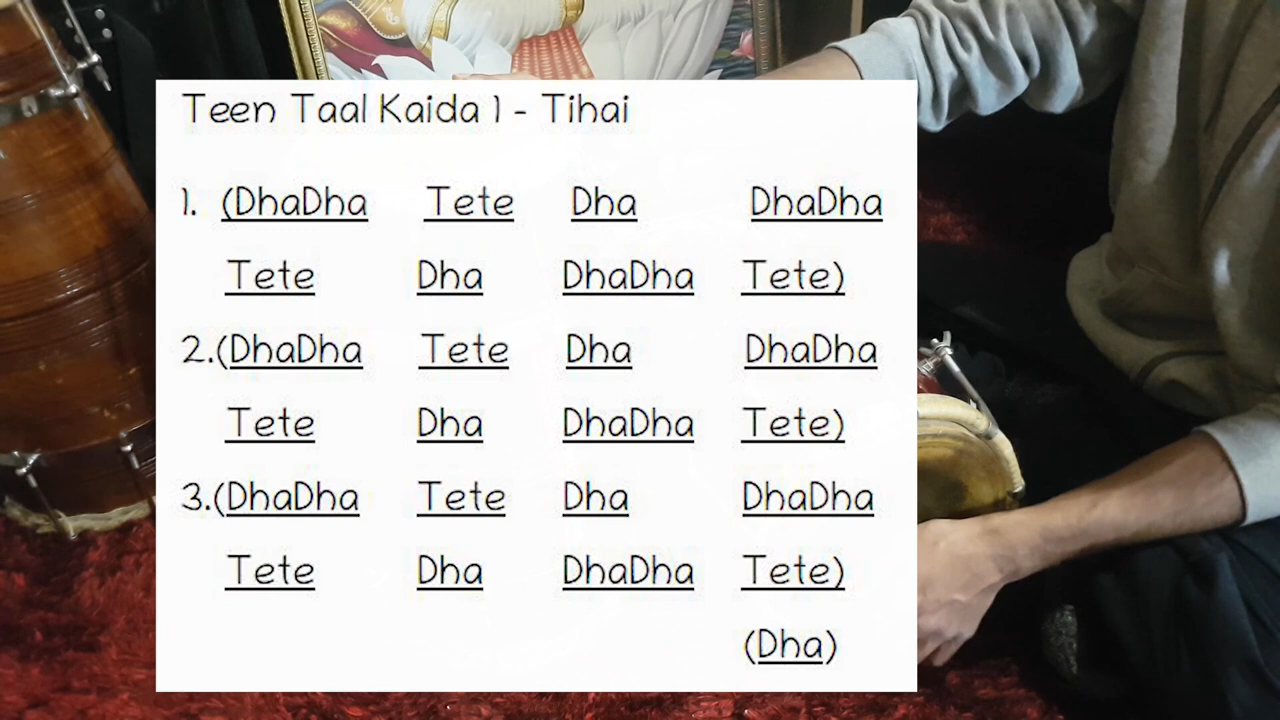 Teen Taal Kaida 1 - Tihai
1. (DhaDha Tete Dha DhaDha
Tete Dha DhaDha Tete)
2.(DhaDha Tete Dha DhaDha
Tete Dha DhaDha Tete)
3.(DhaDha Tete Dha DhaDha
Tete Dha DhaDha Tete)
(Dha)